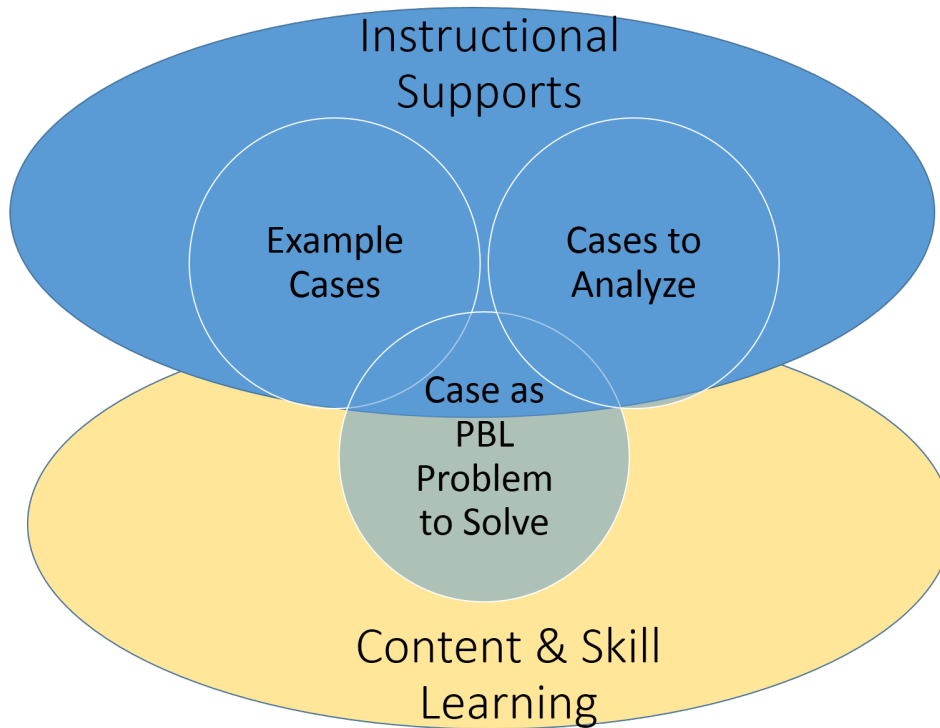 Instructional
Supports
Example
Cases
Cases to
Analyze
Case as
PBL
Problem
to Solve
Content & Skill
Learning